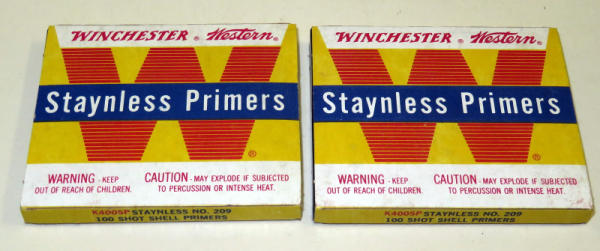 WINCHESTER® Western®
Staynless Primers
®
WARNING - KEEP OUT OF REACH OF CHILDREN.
CAUTION - MAY EXPLODE IF SUBJECTED TO PERCUSSION OR INTENSE HEAT.
K400SP STAYNLESS NO. 209
100 SHOT SHELL PRIMERS
WINCHESTER® Western®
Staynless Primers
®
WARNING - KEEP OUT OF REACH OF CHILDREN.
CAUTION - MAY EXPLODE IF SUBJECTED TO PERCUSSION OR INTENSE HEAT.
K400SP STAYNLESS NO. 209
100 SHOT SHELL PRIMERS